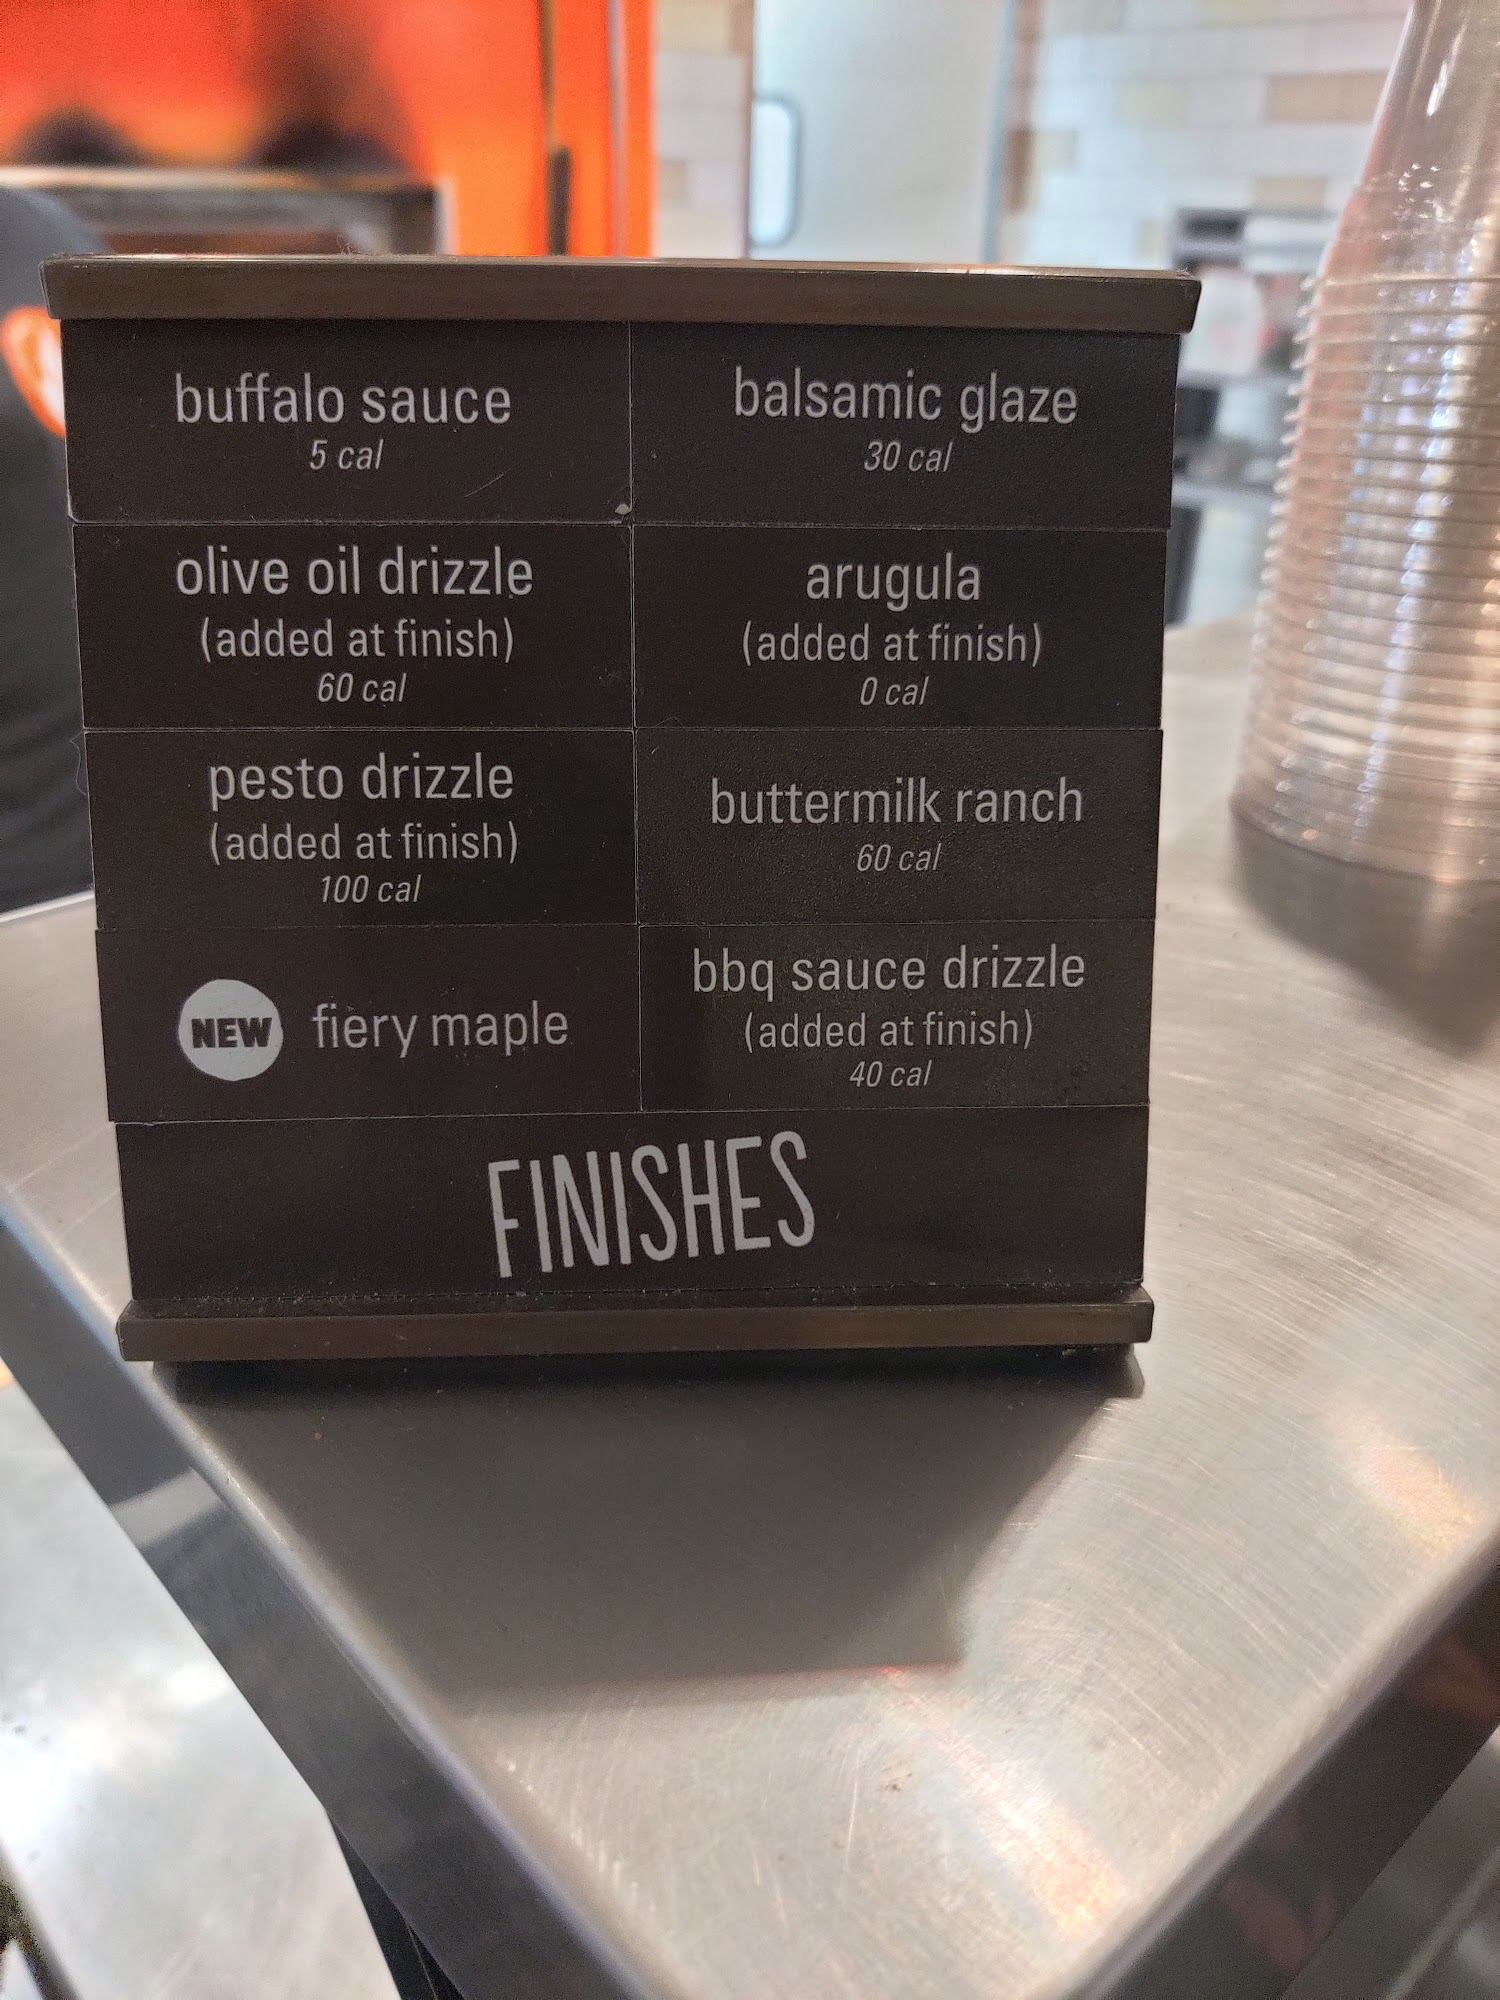 buffalo sauce
5 cal
balsamic glaze
30 cal
olive oil drizzle
(added at finish)
60 cal
arugula
(added at finish)
0 cal
pesto drizzle
(added at finish)
100 cal
buttermilk ranch
60 cal
NEW fiery maple
bbq sauce drizzle
(added at finish)
40 cal
FINISHES